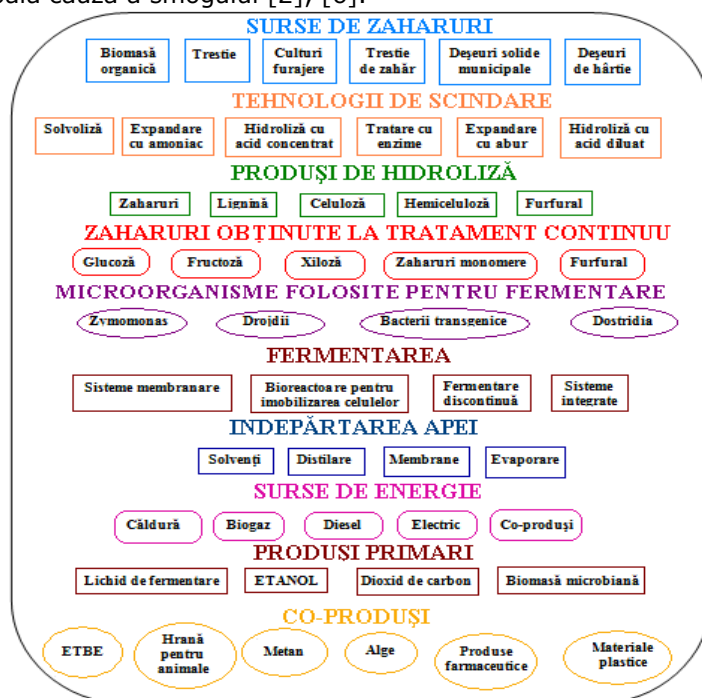 cauza a smogului [2], [6].
SURSE DE ZAHARURI
Biomasă organică
Trestie
Culturi furajere
Trestie de zahăr
Deşeuri solide municipale
Deşeuri de hârtie
TEHNOLOGII DE SCINDARE
Solvoliză
Expandare cu amoniac
Hidroliză cu acid concentrat
Tratare cu enzime
Expandare cu abur
Hidroliză cu acid diluat
PRODUŞI DE HIDROLIZĂ
Zaharuri
Lignină
Celuloză
Hemiceluloză
Furfural
ZAHARURI OBŢINUTE LA TRATAMENT CONTINUU
Glucoză
Fructoză
Xiloză
Zaharuri monomere
Furfural
MICROORGANISME FOLOSITE PENTRU FERMENTARE
Zymomonas
Drojdii
Bacterii transgenice
Dostridia
FERMENTAREA
Sisteme membranare
Bioreactoare pentru imobilizarea celulelor
Fermentare discontinuă
Sisteme integrate
INDEPĂRTAREA APEI
Solvenţi
Distilare
Membrane
Evaporare
SURSE DE ENERGIE
Căldură
Biogaz
Diesel
Electric
Co-produşi
PRODUŞI PRIMARI
Lichid de fermentare
ETANOL
Dioxid de carbon
Biomasă microbiană
CO-PRODUŞI
ETBE
Hrană pentru animale
Metan
Alge
Produse farmaceutice
Materiale plastice